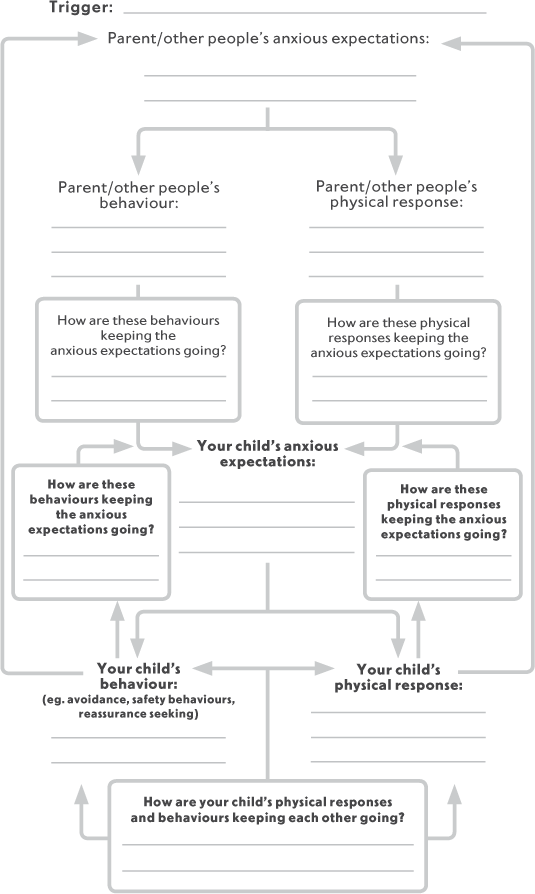 Trigger:
Parent/other people's anxious expectations:
Parent/other people's
behaviour:
Parent/other people's
physical response:
How are these behaviours
keeping the
anxious expectations going?
How are these physical
responses keeping the
anxious expectations going?
Your child's anxious
expectations:
How are these
behaviours keeping
the anxious
expectations going?
How are these
physical responses
keeping the anxious
expectations going?
Your child's
behaviour:
(eg. avoidance, safety behaviours,
reassurance seeking)
Your child's
physical response:
How are your child's physical responses
and behaviours keeping each other going?